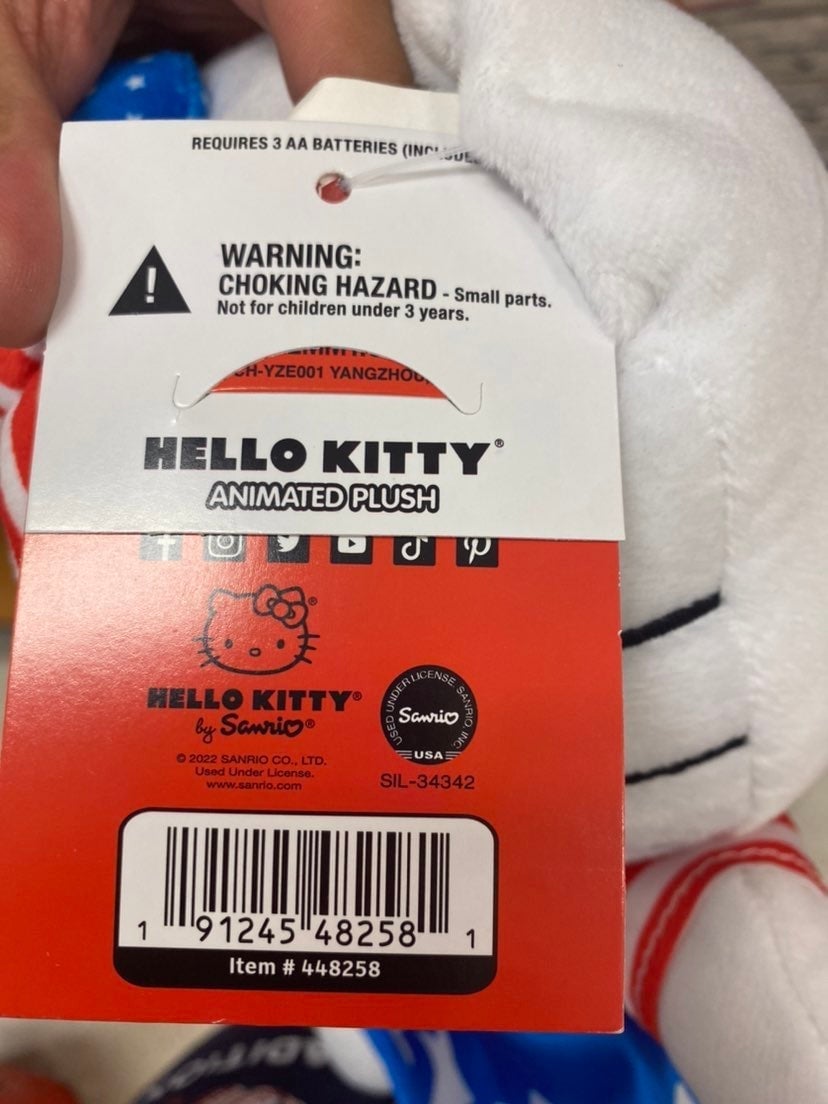 REQUIRES 3 AA BATTERIES
WARNING:
CHOKING HAZARD - Small parts.
Not for children under 3 years.
CH-YZE001 YANGZHOU,
HELLO KITTY®
ANIMATED PLUSH
HELLO KITTY®
by Sanrio®
© 2022 SANRIO CO., LTD.
Used Under License.
www.sanrio.com
USED UNDER LICENSE SANRIO, INC.
Sanrio
USA
SIL-34342
1 91245 48258 1
Item # 448258